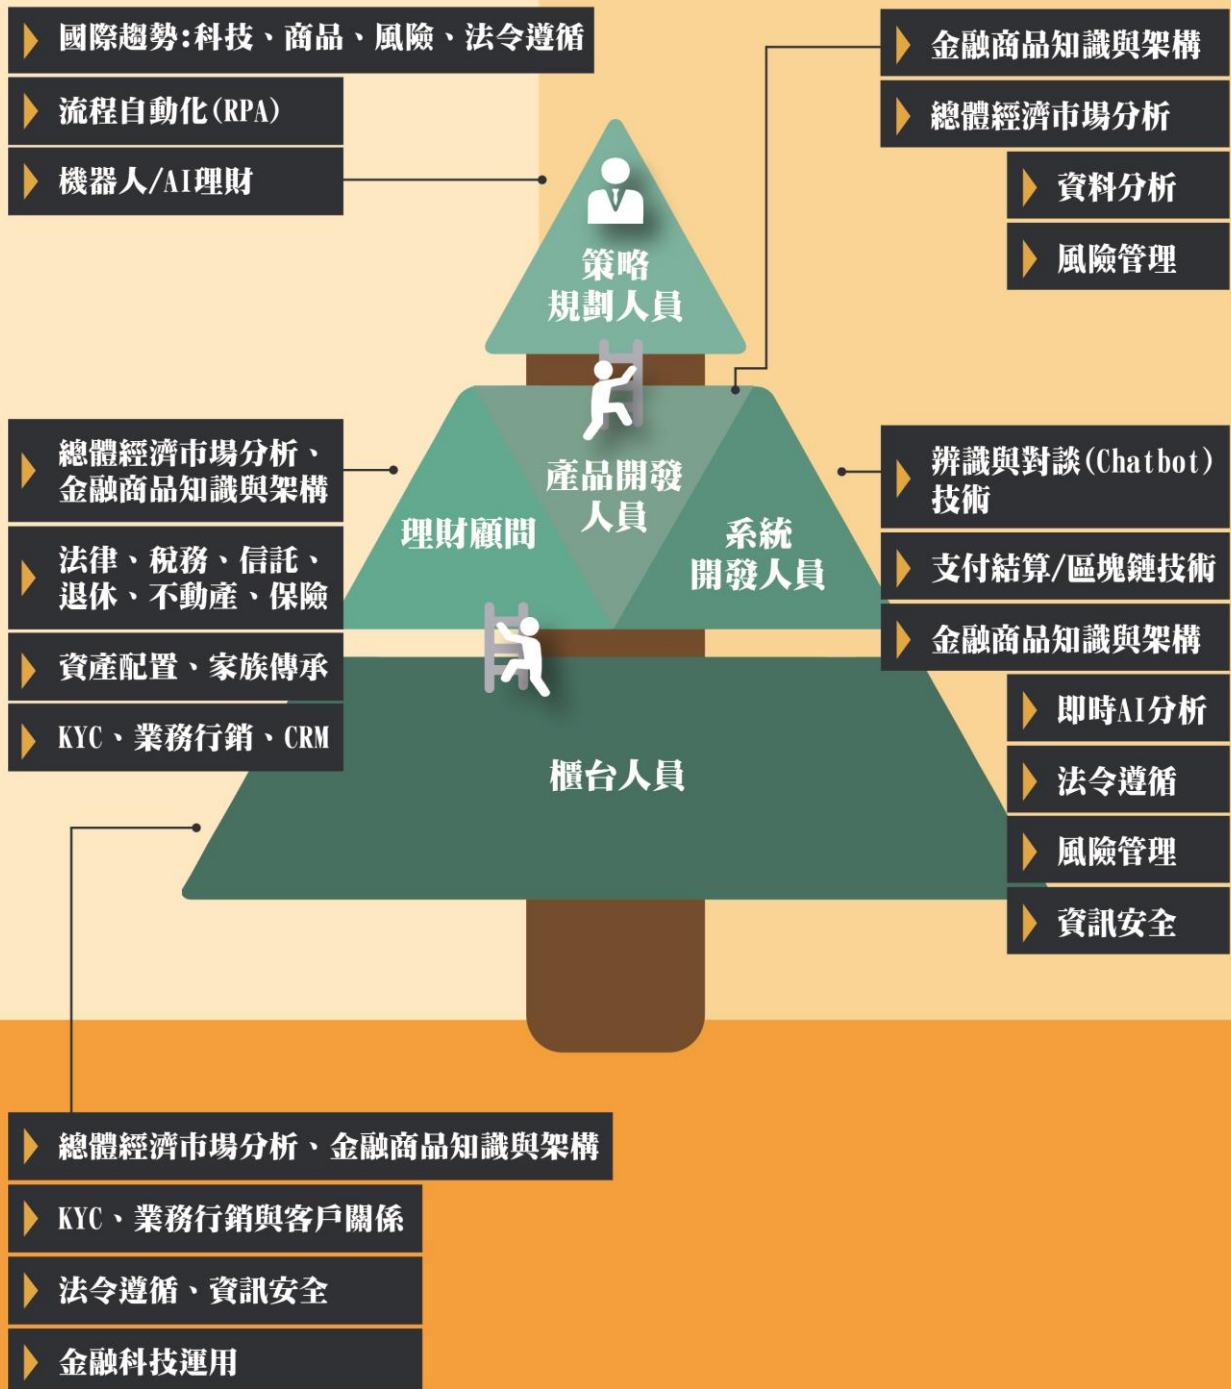 國際趨勢:科技、商品、風險、法令遵循
流程自動化(RPA)
機器人/AI理財
金融商品知識與架構
總體經濟市場分析
資料分析
風險管理
策略
規劃人員
總體經濟市場分析、
金融商品知識與架構
法律、稅務、信託、
退休、不動產、保險
資產配置、家族傳承
KYC、業務行銷、CRM
理財顧問
產品開發
人員
系統
開發人員
辨識與對談(Chatbot)
技術
支付結算/區塊鏈技術
金融商品知識與架構
即時AI分析
法令遵循
風險管理
資訊安全
櫃台人員
總體經濟市場分析、金融商品知識與架構
KYC、業務行銷與客戶關係
法令遵循、資訊安全
金融科技運用